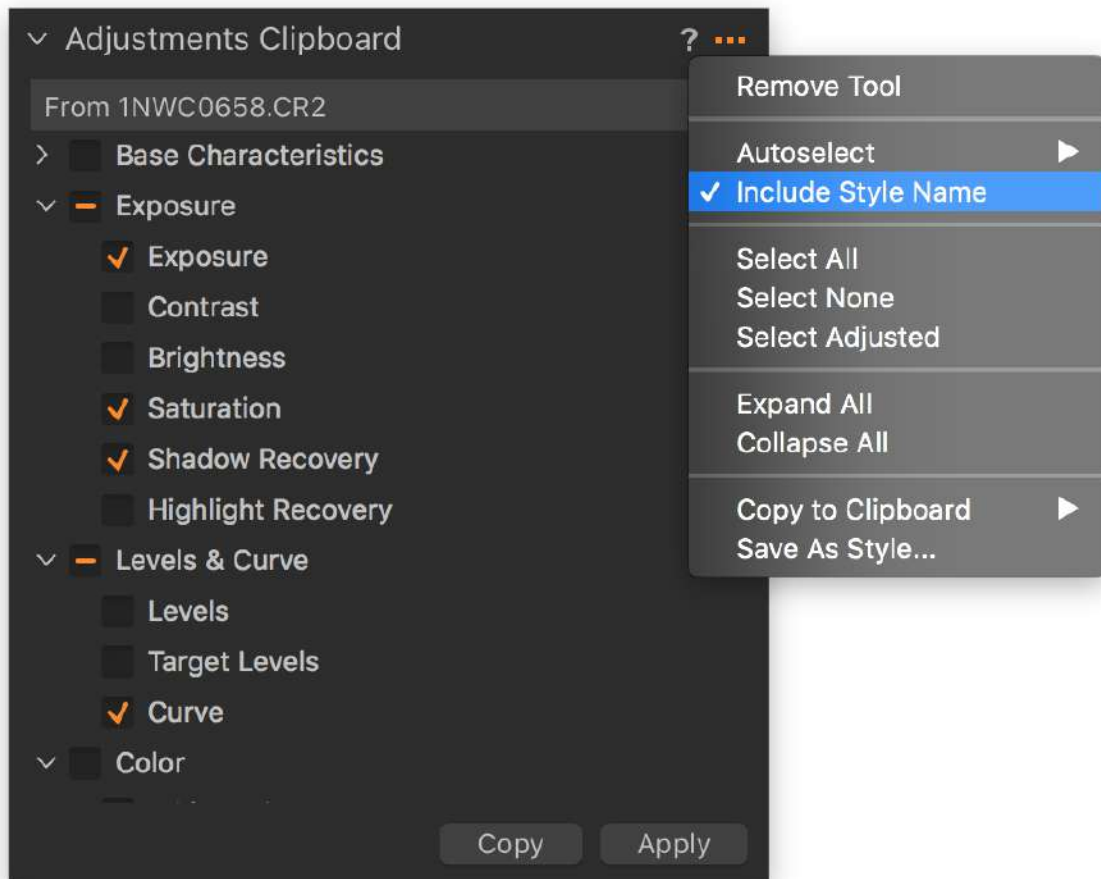 Adjustments Clipboard ?
From 1NWC0658.CR2
Base Characteristics
Exposure
Exposure
Contrast
Brightness
Saturation
Shadow Recovery
Highlight Recovery
Levels & Curve
Levels
Target Levels
Curve
Color
Copy Apply
Remove Tool
Autoselect
Include Style Name
Select All
Select None
Select Adjusted
Expand All
Collapse All
Copy to Clipboard
Save As Style...